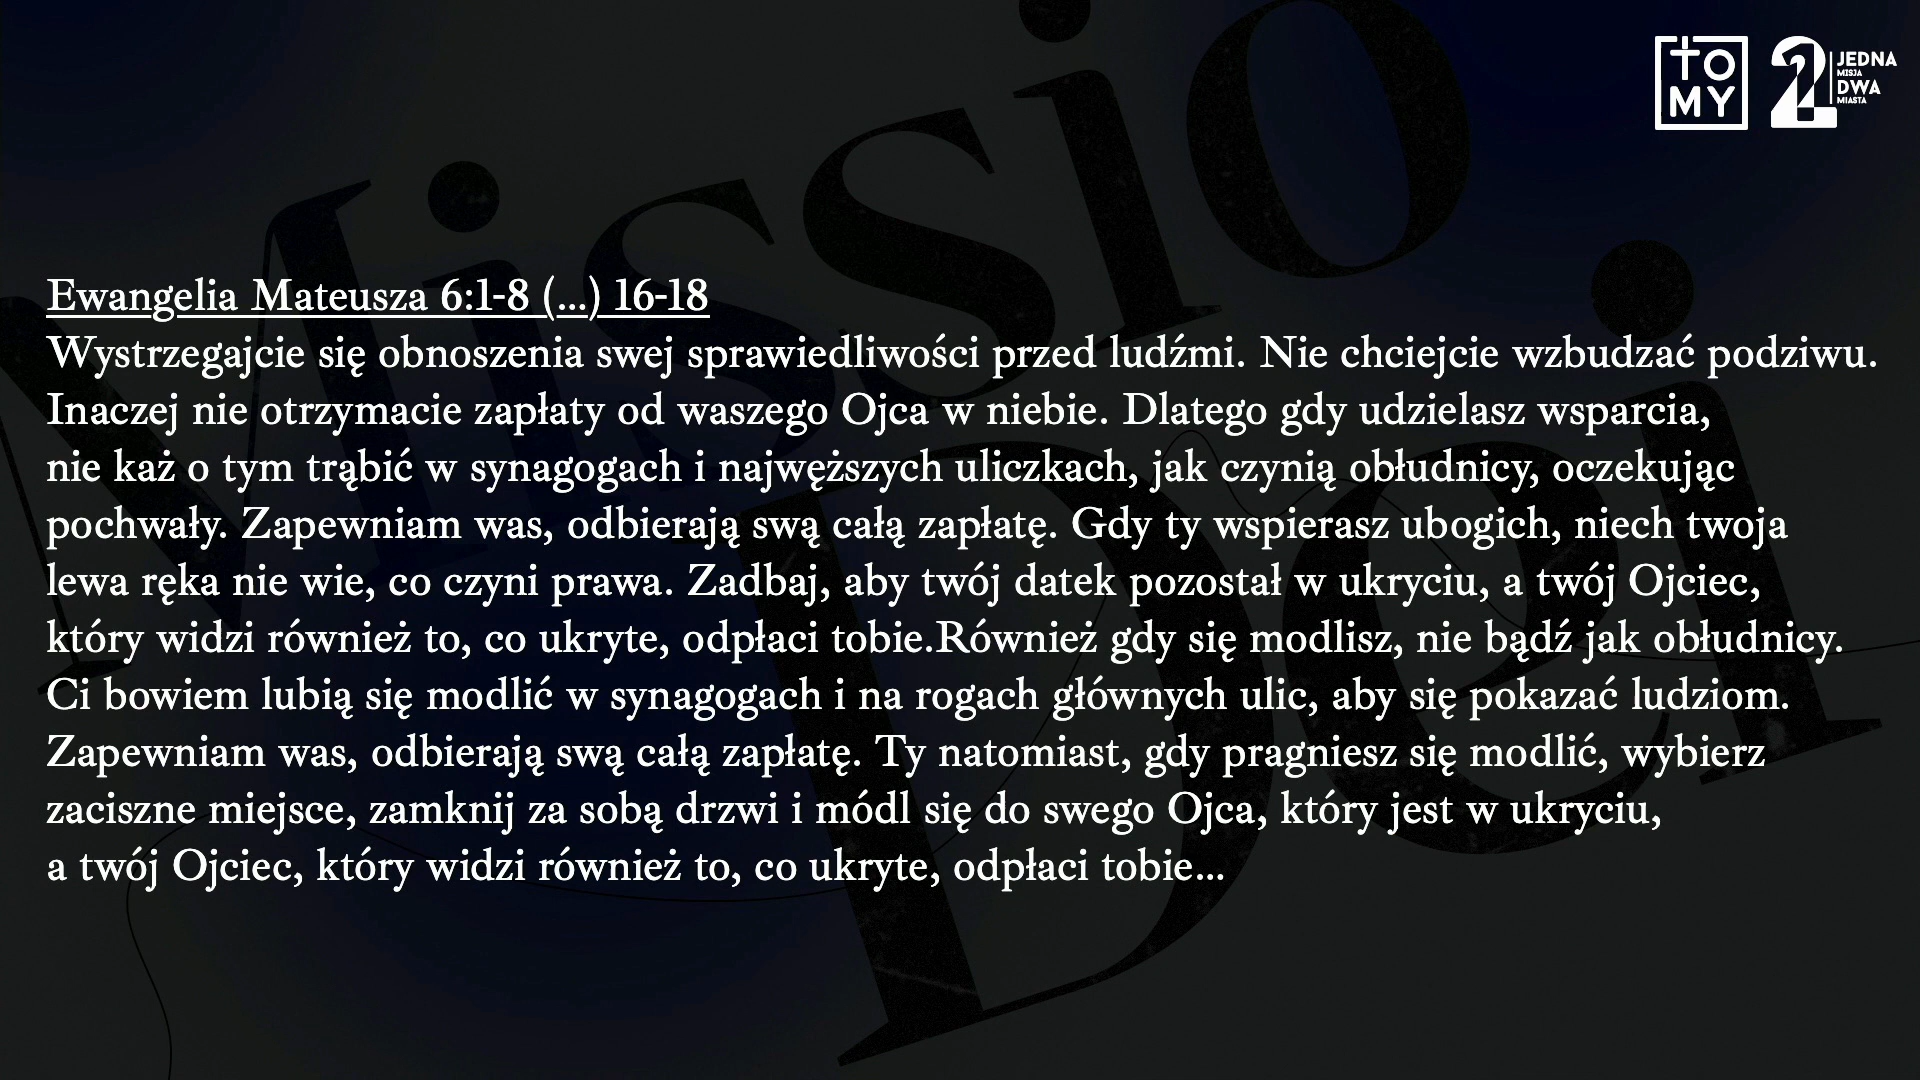 TO
MY
2
JEDNA
MISJA
DWA
MIASTA
Missio
Dei
Ewangelia Mateusza 6:1-8 (...) 16-18
Wystrzegajcie się obnoszenia swej sprawiedliwości przed ludźmi. Nie chciejcie wzbudzać podziwu.
Inaczej nie otrzymacie zapłaty od waszego Ojca w niebie. Dlatego gdy udzielasz wsparcia,
nie każ o tym trąbić w synagogach i najwęższych uliczkach, jak czynią obłudnicy, oczekując
pochwały. Zapewniam was, odbierają swą całą zapłatę. Gdy ty wspierasz ubogich, niech twoja
lewa ręka nie wie, co czyni prawa. Zadbaj, aby twój datek pozostał w ukryciu, a twój Ojciec,
który widzi również to, co ukryte, odpłaci tobie.Również gdy się modlisz, nie bądź jak obłudnicy.
Ci bowiem lubią się modlić w synagogach i na rogach głównych ulic, aby się pokazać ludziom.
Zapewniam was, odbierają swą całą zapłatę. Ty natomiast, gdy pragniesz się modlić, wybierz
zaciszne miejsce, zamknij za sobą drzwi i módl się do swego Ojca, który jest w ukryciu,
a twój Ojciec, który widzi również to, co ukryte, odpłaci tobie...